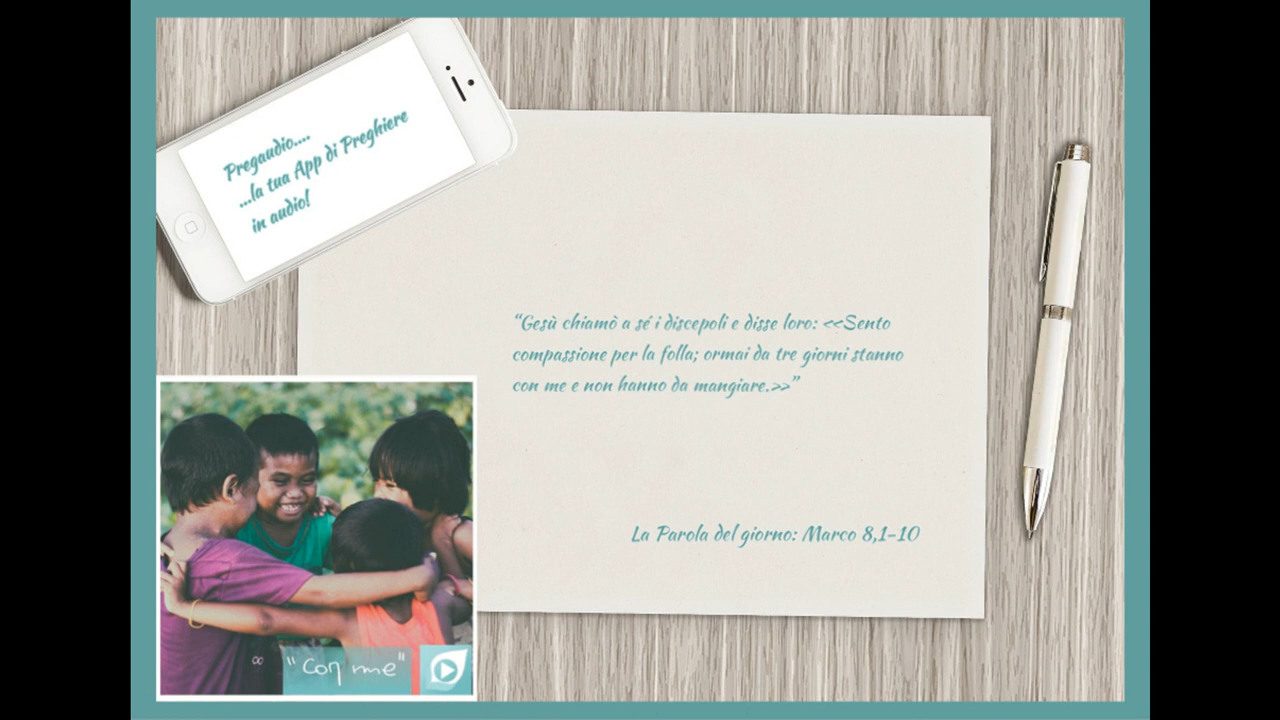 Pregaudio....
...la tua App di Preghiere
in audio!
“Gesù chiamò a sé i discepoli e disse loro: <<Sento
compassione per la folla; ormai da tre giorni stanno
con me e non hanno da mangiare.>>”
La Parola del giorno: Marco 8,1-10
"Con me"